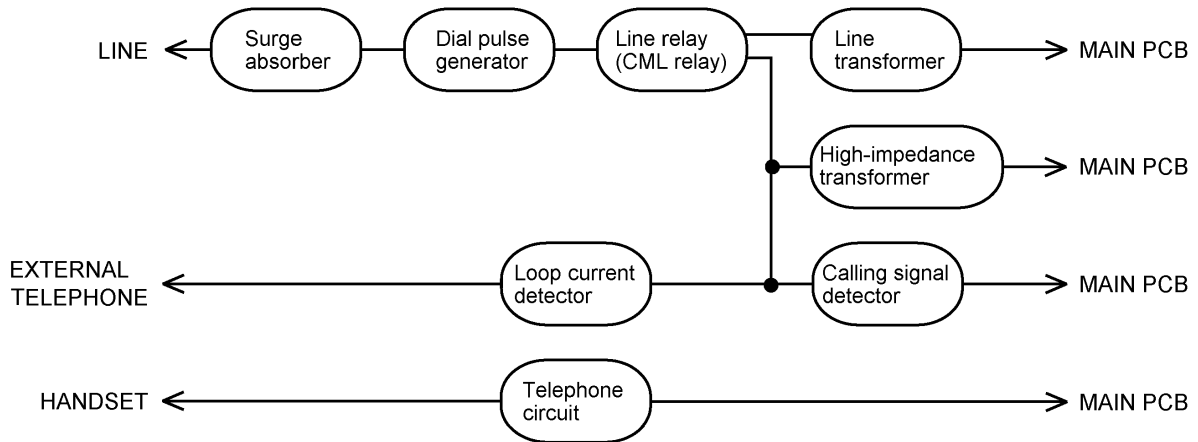 LINE
Surge
absorber
Dial pulse
generator
Line relay
(CML relay)
Line
transformer
MAIN PCB
High-impedance
transformer
MAIN PCB
EXTERNAL
TELEPHONE
Loop current
detector
Calling signal
detector
MAIN PCB
HANDSET
Telephone
circuit
MAIN PCB